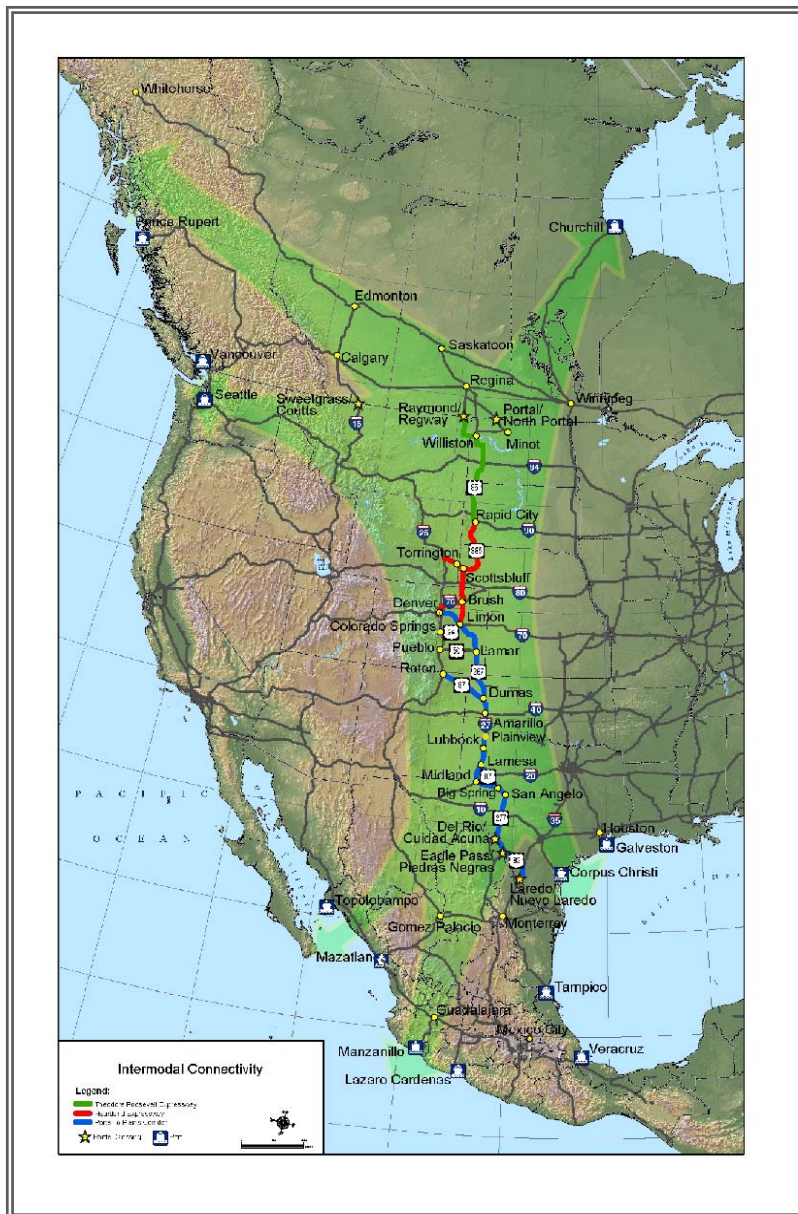 Whitehorse
Prince Rupert
Churchill
Edmonton
Saskatoon
Calgary
Vancouver
Regina
Seattle
Sweetgrass/
Coutts
Raymond/
Regway
Portal/
North Portal
Winnipeg
15
Williston
Minot
94
85
Rapid City
25
90
385
Torrington
Scottsbluff
76
Brush
80
Denver
Limon
Colorado Springs
24
70
Pueblo
50
Lamar
287
Raton
87
Dumas
Amarillo
40
27
Plainview
Lubbock
Lamesa
Midland
87
20
Big Spring
San Angelo
10
277
35
Del Rio/
Cuidad Acuna
Houston
Eagle Pass/
Piedras Negras
83
Galveston
Corpus Christi
Laredo/
Nuevo Laredo
Topolobampo
Gomez Palacio
Monterrey
Mazatlan
Tampico
Guadalajara
Mexico City
Manzanillo
Veracruz
Lazaro Cardenas
PACIFIC
OCEAN
Intermodal Connectivity
Legend:
Theodore Roosevelt Expressway
Heartland Expressway
Ports To Plains Corridor
Border Crossing
Port